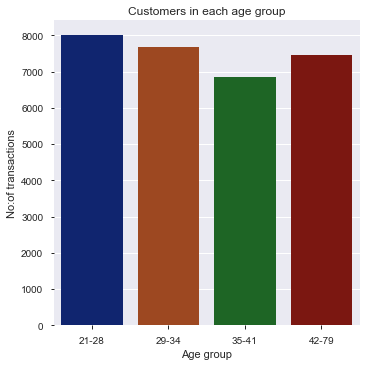 Customers in each age group
8000
7000
6000
5000
4000
3000
2000
1000
0
No:of transactions
21-28 29-34 35-41 42-79
Age group